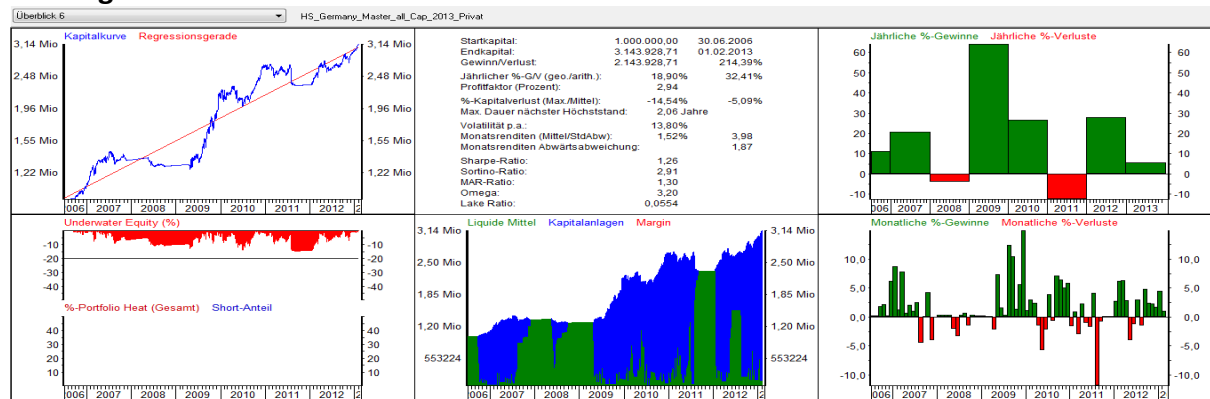 Überblick 6 HS_Germany_Master_all_Cap_2013_Privat
Kapitalkurve Regressionsgerade
3,14 Mio 3,14 Mio
2,48 Mio 2,48 Mio
1,96 Mio 1,96 Mio
1,55 Mio 1,55 Mio
1,22 Mio 1,22 Mio
006 2007 2008 2009 2010 2011 2012 2
Startkapital: 1.000.000,00 30.06.2006
Endkapital: 3.143.928,71 01.02.2013
Gewinn/Verlust: 2.143.928,71 214,39%
Jährlicher %-G/V (geo./arith.): 18,90% 32,41%
Profitfaktor (Prozent): 2,94
%-Kapitalverlust (Max./Mittel): -14,54% -5,09%
Max. Dauer nächster Höchststand: 2,06 Jahre
Volatilität p.a.: 13,80%
Monatsrenditen (Mittel/StdAbw): 1,52% 3,98
Monatsrenditen Abwärtsabweichung: 1,87
Sharpe-Ratio: 1,26
Sortino-Ratio: 2,91
MAR-Ratio: 1,30
Omega: 3,20
Lake Ratio: 0,0554
Jährliche %-Gewinne Jährliche %-Verluste
60 60
50 50
40 40
30 30
20 20
10 10
0 0
-10 -10
006 2007 2008 2009 2010 2011 2012 2013
Underwater Equity (%)
-10 -10
-20 -20
-30 -30
-40 -40
%-Portfolio Heat (Gesamt) Short-Anteil
40 40
30 30
20 20
10 10
006 2007 2008 2009 2010 2011 2012 2
Liquide Mittel Kapitalanlagen Margin
3,14 Mio 3,14 Mio
2,50 Mio 2,50 Mio
1,85 Mio 1,85 Mio
1,20 Mio 1,20 Mio
553224 553224
006 2007 2008 2009 2010 2011 2012 2
Monatliche %-Gewinne Monatliche %-Verluste
10,0 10,0
5,0 5,0
0,0 0,0
-5,0 -5,0
-10,0 -10,0
006 2007 2008 2009 2010 2011 2012 2